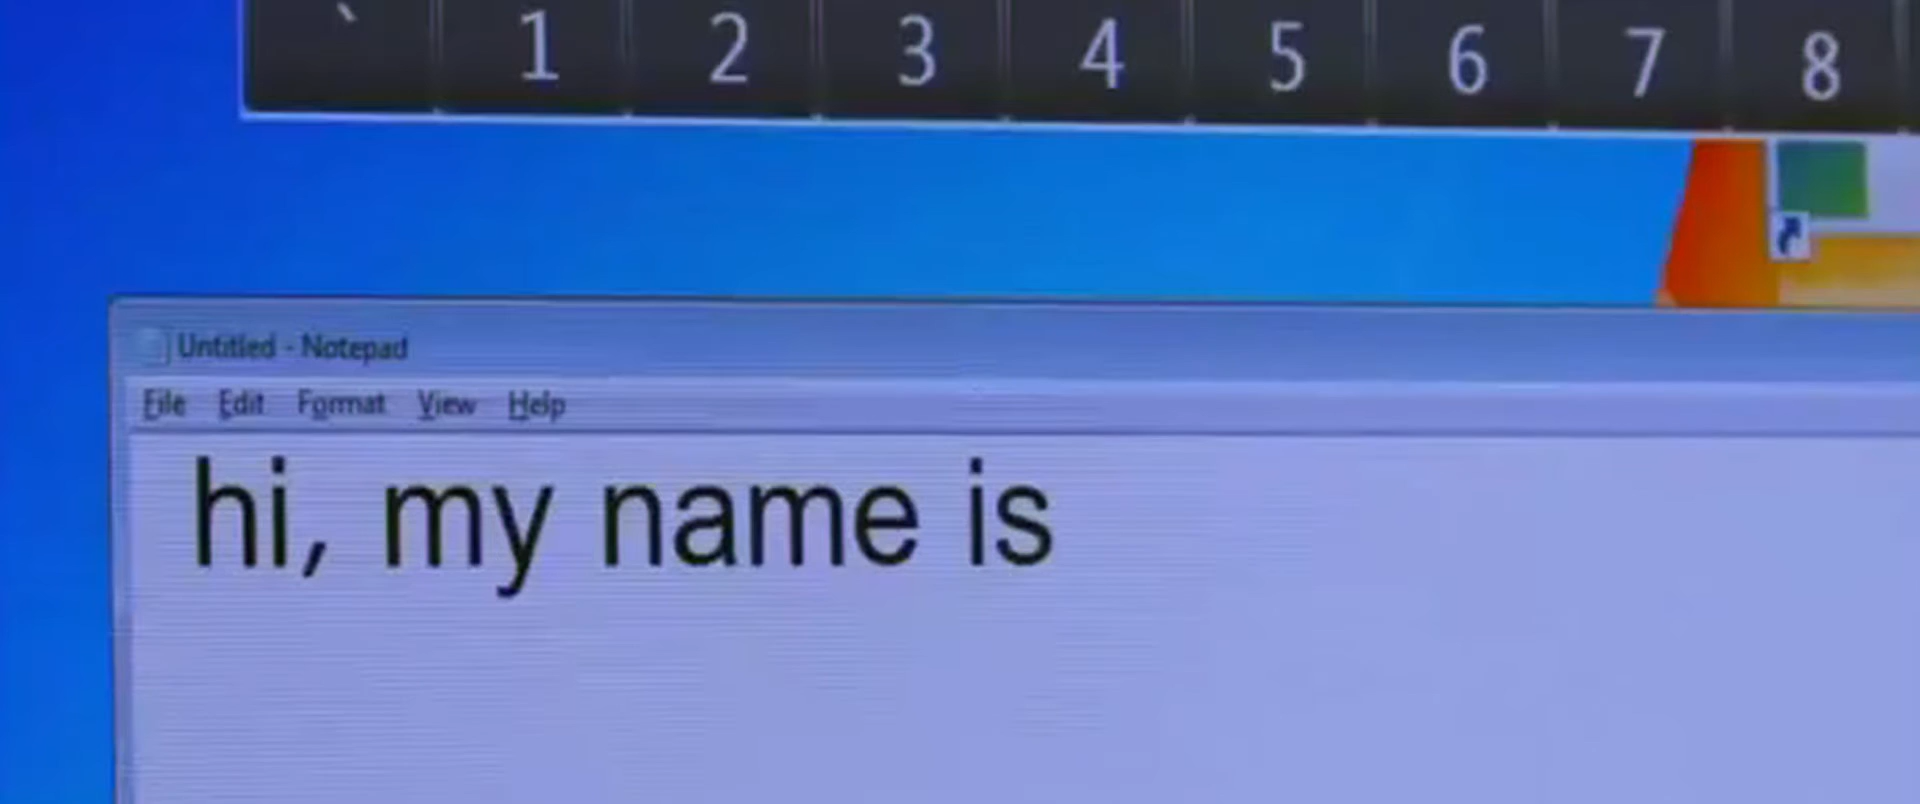 ` 1 2 3 4 5 6 7 8
Untitled - Notepad
File Edit Format View Help
hi, my name is